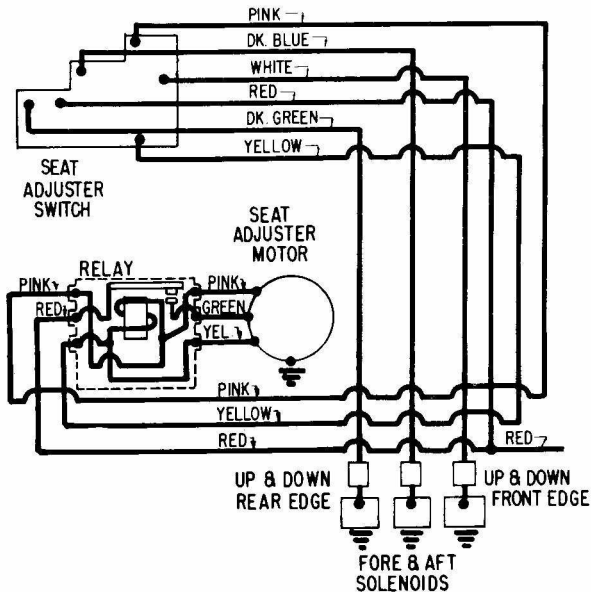 PINK
DK. BLUE
WHITE
RED
DK. GREEN
YELLOW
SEAT
ADJUSTER
SWITCH
SEAT
ADJUSTER
MOTOR
RELAY
PINK
RED
PINK
GREEN
YEL.
PINK
YELLOW
RED
RED
UP & DOWN
REAR EDGE
UP & DOWN
FRONT EDGE
FORE & AFT
SOLENOIDS